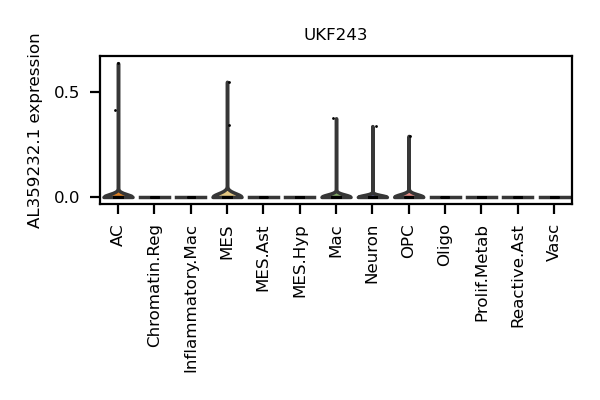 UKF243
AL359232.1 expression
0.5
0.0
AC
Chromatin.Reg
Inflammatory.Mac
MES
MES.Ast
MES.Hyp
Mac
Neuron
OPC
Oligo
Prolif.Metab
Reactive.Ast
Vasc